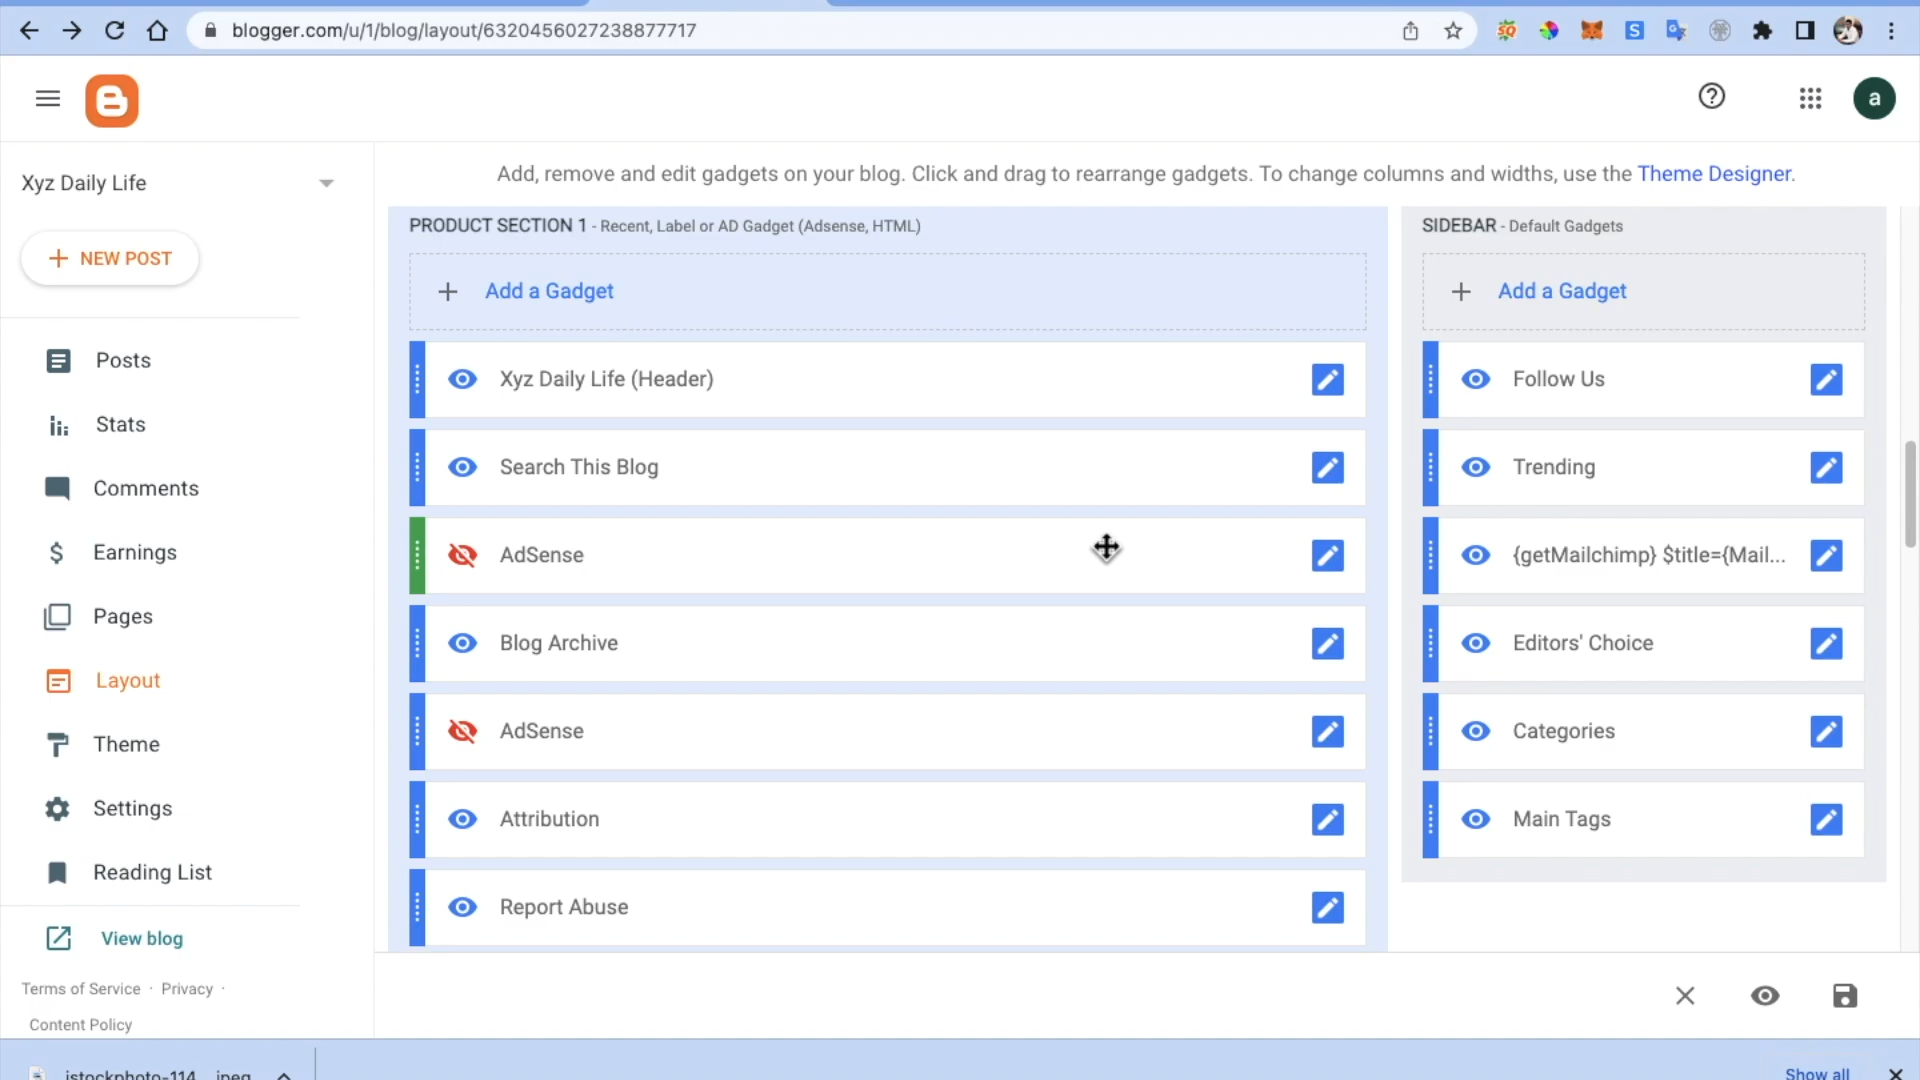 blogger.com/u/1/blog/layout/6320456027238877717
SQ
S
a
Xyz Daily Life
Add, remove and edit gadgets on your blog. Click and drag to rearrange gadgets. To change columns and widths, use the Theme Designer.
NEW POST
Posts
Stats
Comments
Earnings
Pages
Layout
Theme
Settings
Reading List
View blog
Terms of Service · Privacy ·
Content Policy
PRODUCT SECTION 1 - Recent, Label or AD Gadget (Adsense, HTML)
Add a Gadget
Xyz Daily Life (Header)
Search This Blog
AdSense
Blog Archive
AdSense
Attribution
Report Abuse
SIDEBAR - Default Gadgets
Add a Gadget
Follow Us
Trending
{getMailchimp} $title={Mail...
Editors' Choice
Categories
Main Tags
istockphoto-114....jpeg
Show all